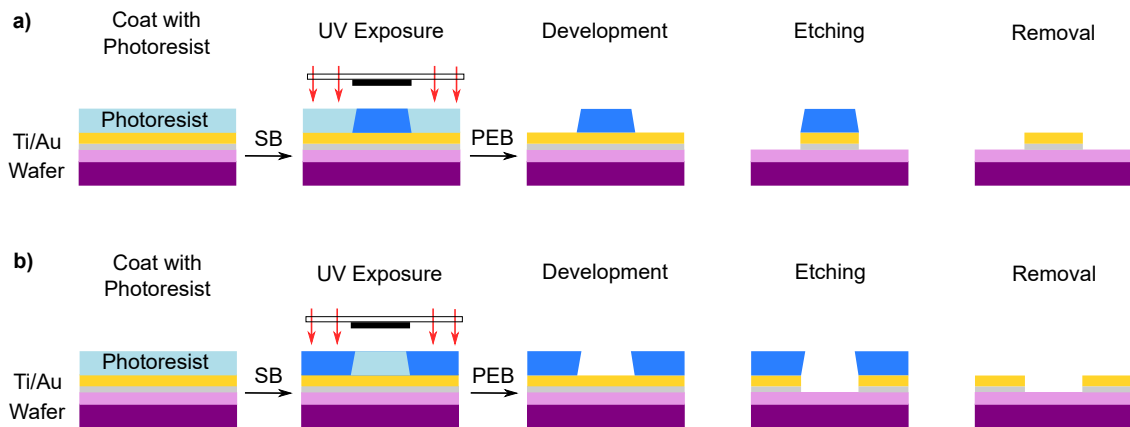 a)
Coat with
Photoresist
UV Exposure
Development
Etching
Removal
Photoresist
Ti/Au
Wafer
SB
PEB
b)
Coat with
Photoresist
UV Exposure
Development
Etching
Removal
Photoresist
Ti/Au
Wafer
SB
PEB